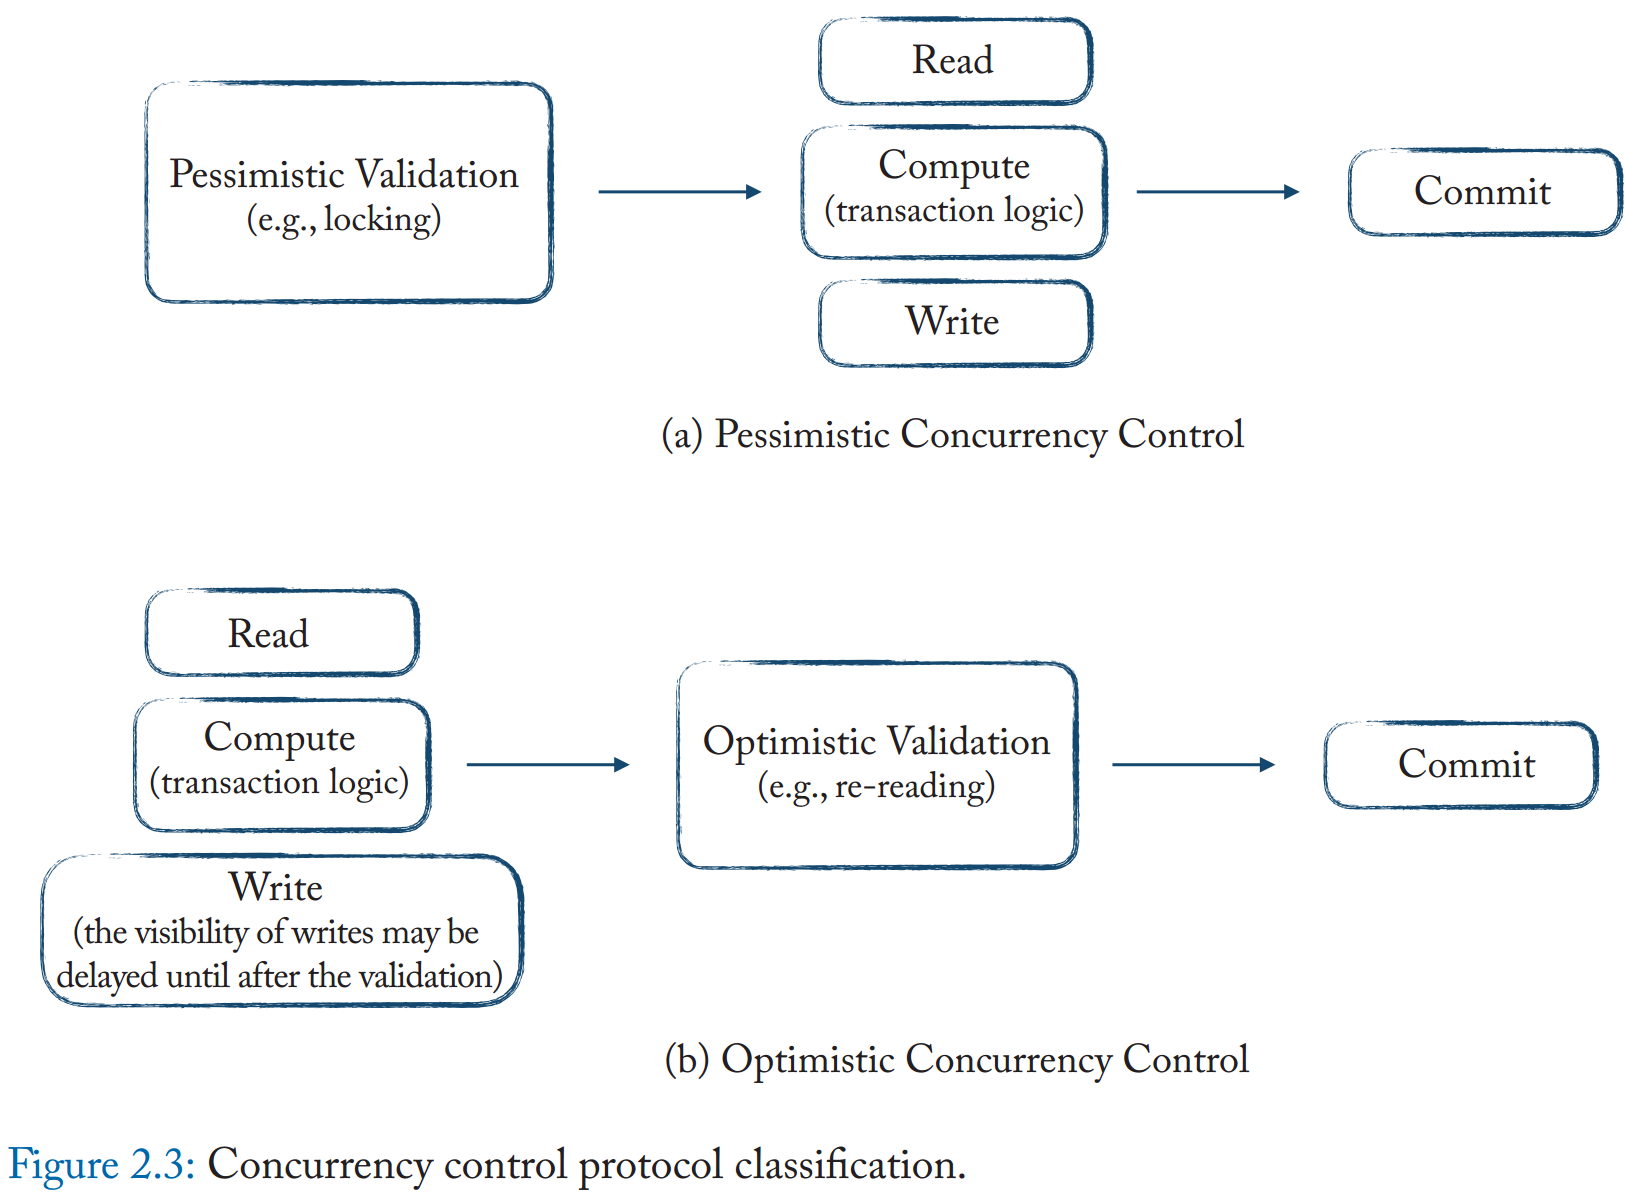 Read
Pessimistic Validation
(e.g., locking)
Compute
(transaction logic)
Commit
Write
(a) Pessimistic Concurrency Control
Read
Compute
(transaction logic)
Optimistic Validation
(e.g., re-reading)
Commit
Write
(the visibility of writes may be
delayed until after the validation)
(b) Optimistic Concurrency Control
Figure 2.3: Concurrency control protocol classification.